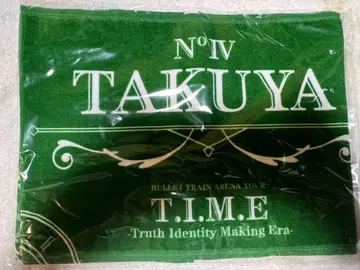 NºIV
TAKUYA
BULLET TRAIN ARENA TOUR
T.I.M.E
-Truth Identity Making Era-